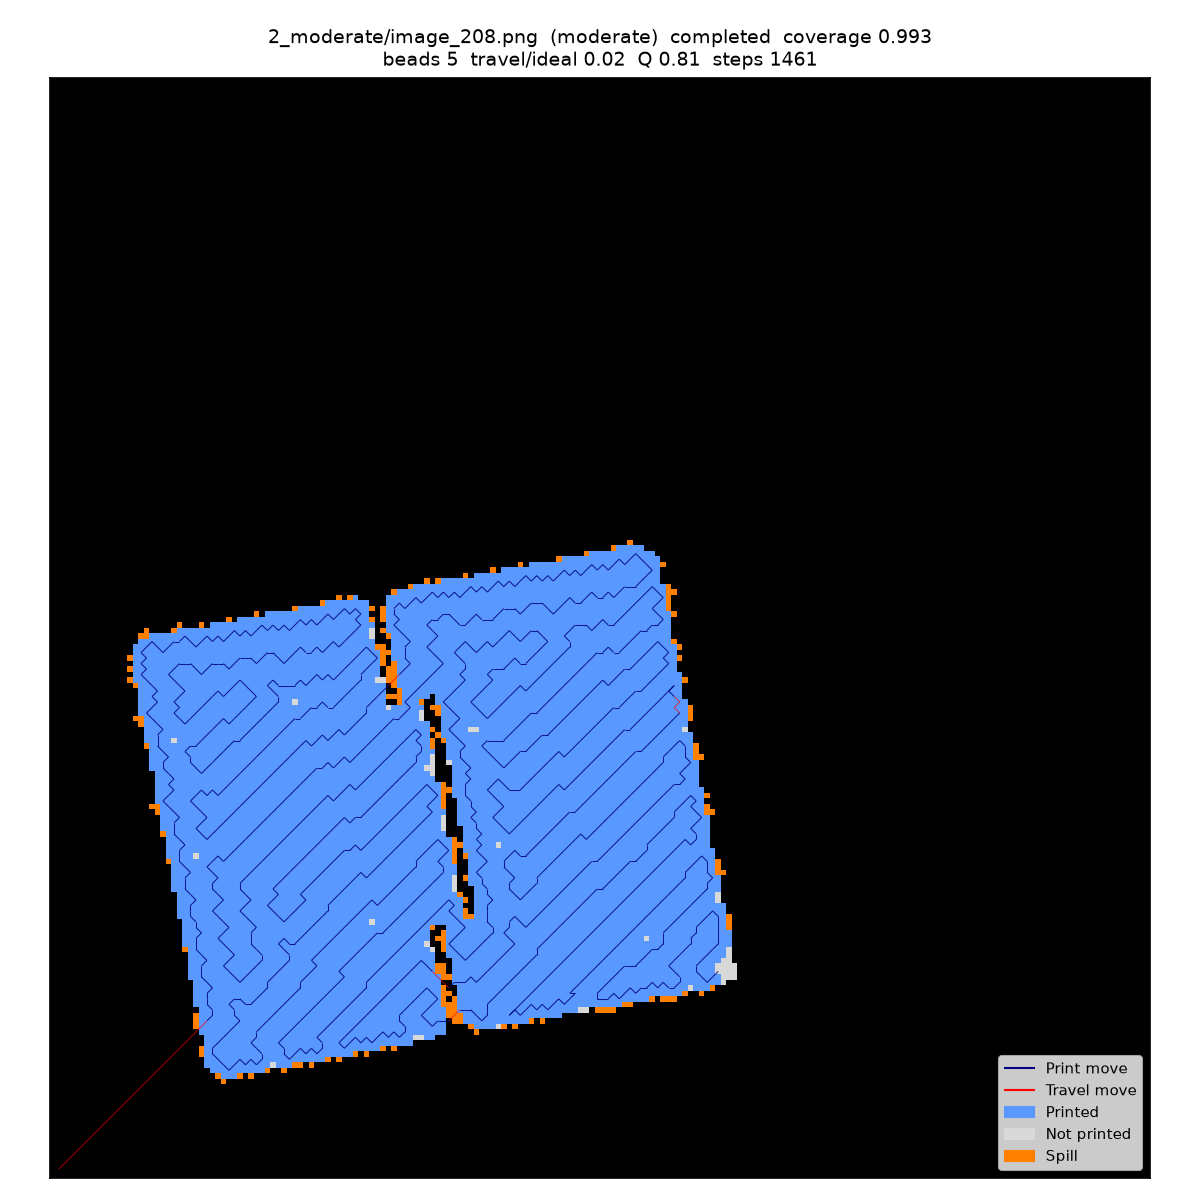 2_moderate/image_208.png  (moderate)  completed  coverage 0.993
beads 5  travel/ideal 0.02  Q 0.81  steps 1461
Print move
Travel move
Printed
Not printed
Spill